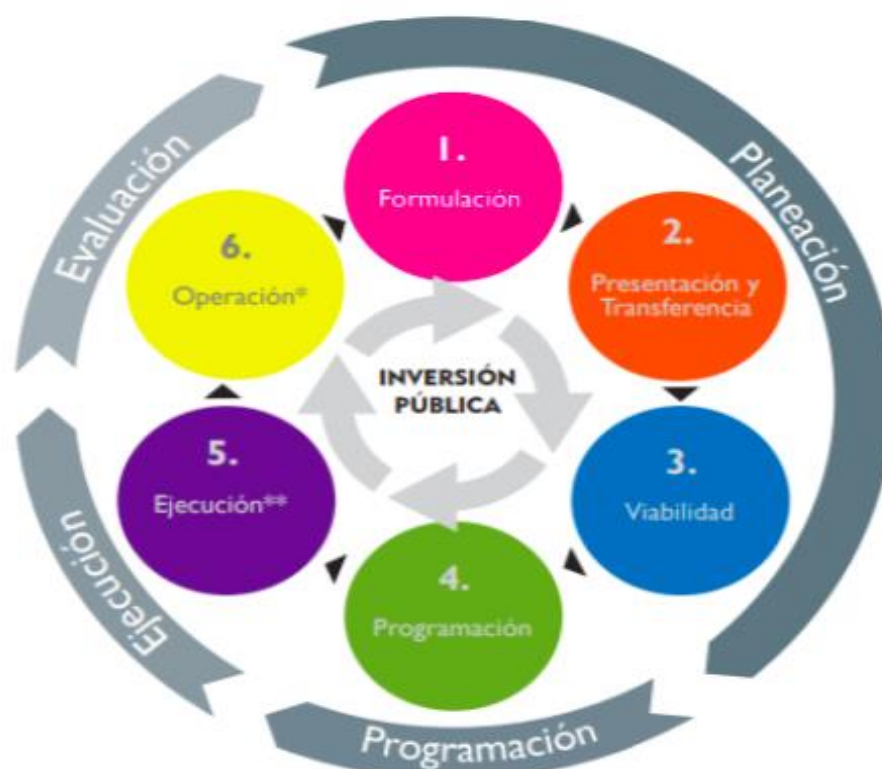 1.
Formulación
2.
Presentación y
Transferencia
3.
Viabilidad
4.
Programación
5.
Ejecución**
6.
Operación*
INVERSIÓN
PÚBLICA
Planeación
Programación
Ejecución
Evaluación